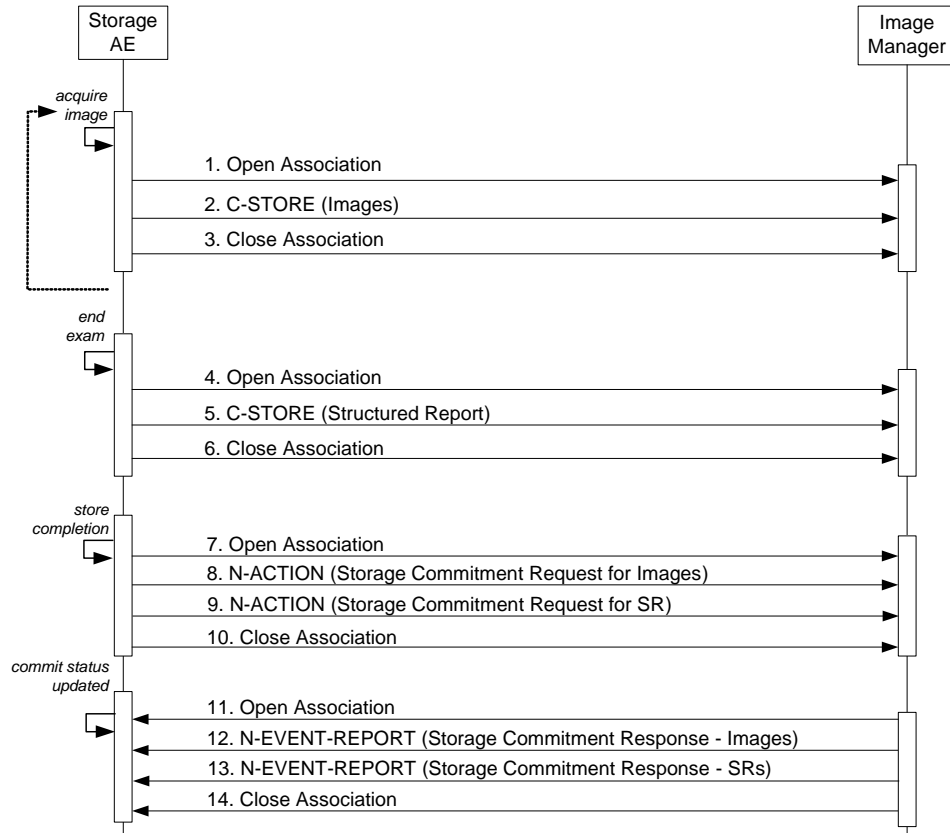 Storage
AE
Image
Manager
acquire
image
1. Open Association
2. C-STORE (Images)
3. Close Association
end
exam
4. Open Association
5. C-STORE (Structured Report)
6. Close Association
store
completion
7. Open Association
8. N-ACTION (Storage Commitment Request for Images)
9. N-ACTION (Storage Commitment Request for SR)
10. Close Association
commit status
updated
11. Open Association
12. N-EVENT-REPORT (Storage Commitment Response - Images)
13. N-EVENT-REPORT (Storage Commitment Response - SRs)
14. Close Association